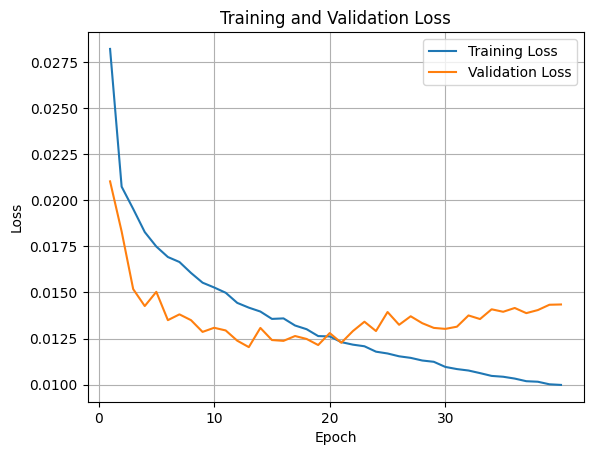 Training and Validation Loss
Training Loss
Validation Loss
0.0275
0.0250
0.0225
0.0200
0.0175
0.0150
0.0125
0.0100
Loss
0
10
20
30
Epoch